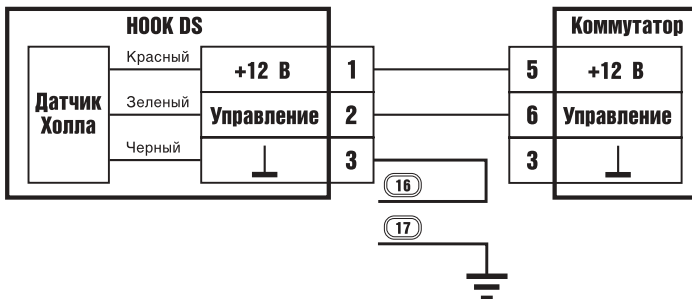 HOOK DS
Коммутатор
Датчик
Холла
Красный
+12 В
1
5
+12 В
Зеленый
Управление
2
6
Управление
Черный
3
3
16
17